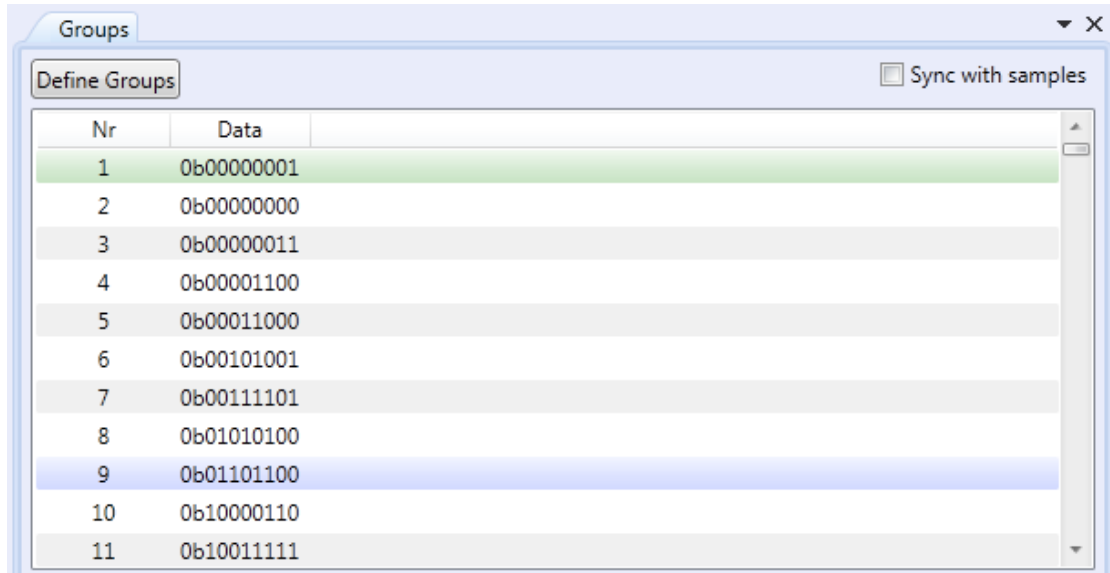 Groups
Define Groups Sync with samples
Nr Data
1 0b00000001
2 0b00000000
3 0b00000011
4 0b00001100
5 0b00011000
6 0b00101001
7 0b00111101
8 0b01010100
9 0b01101100
10 0b10000110
11 0b10011111